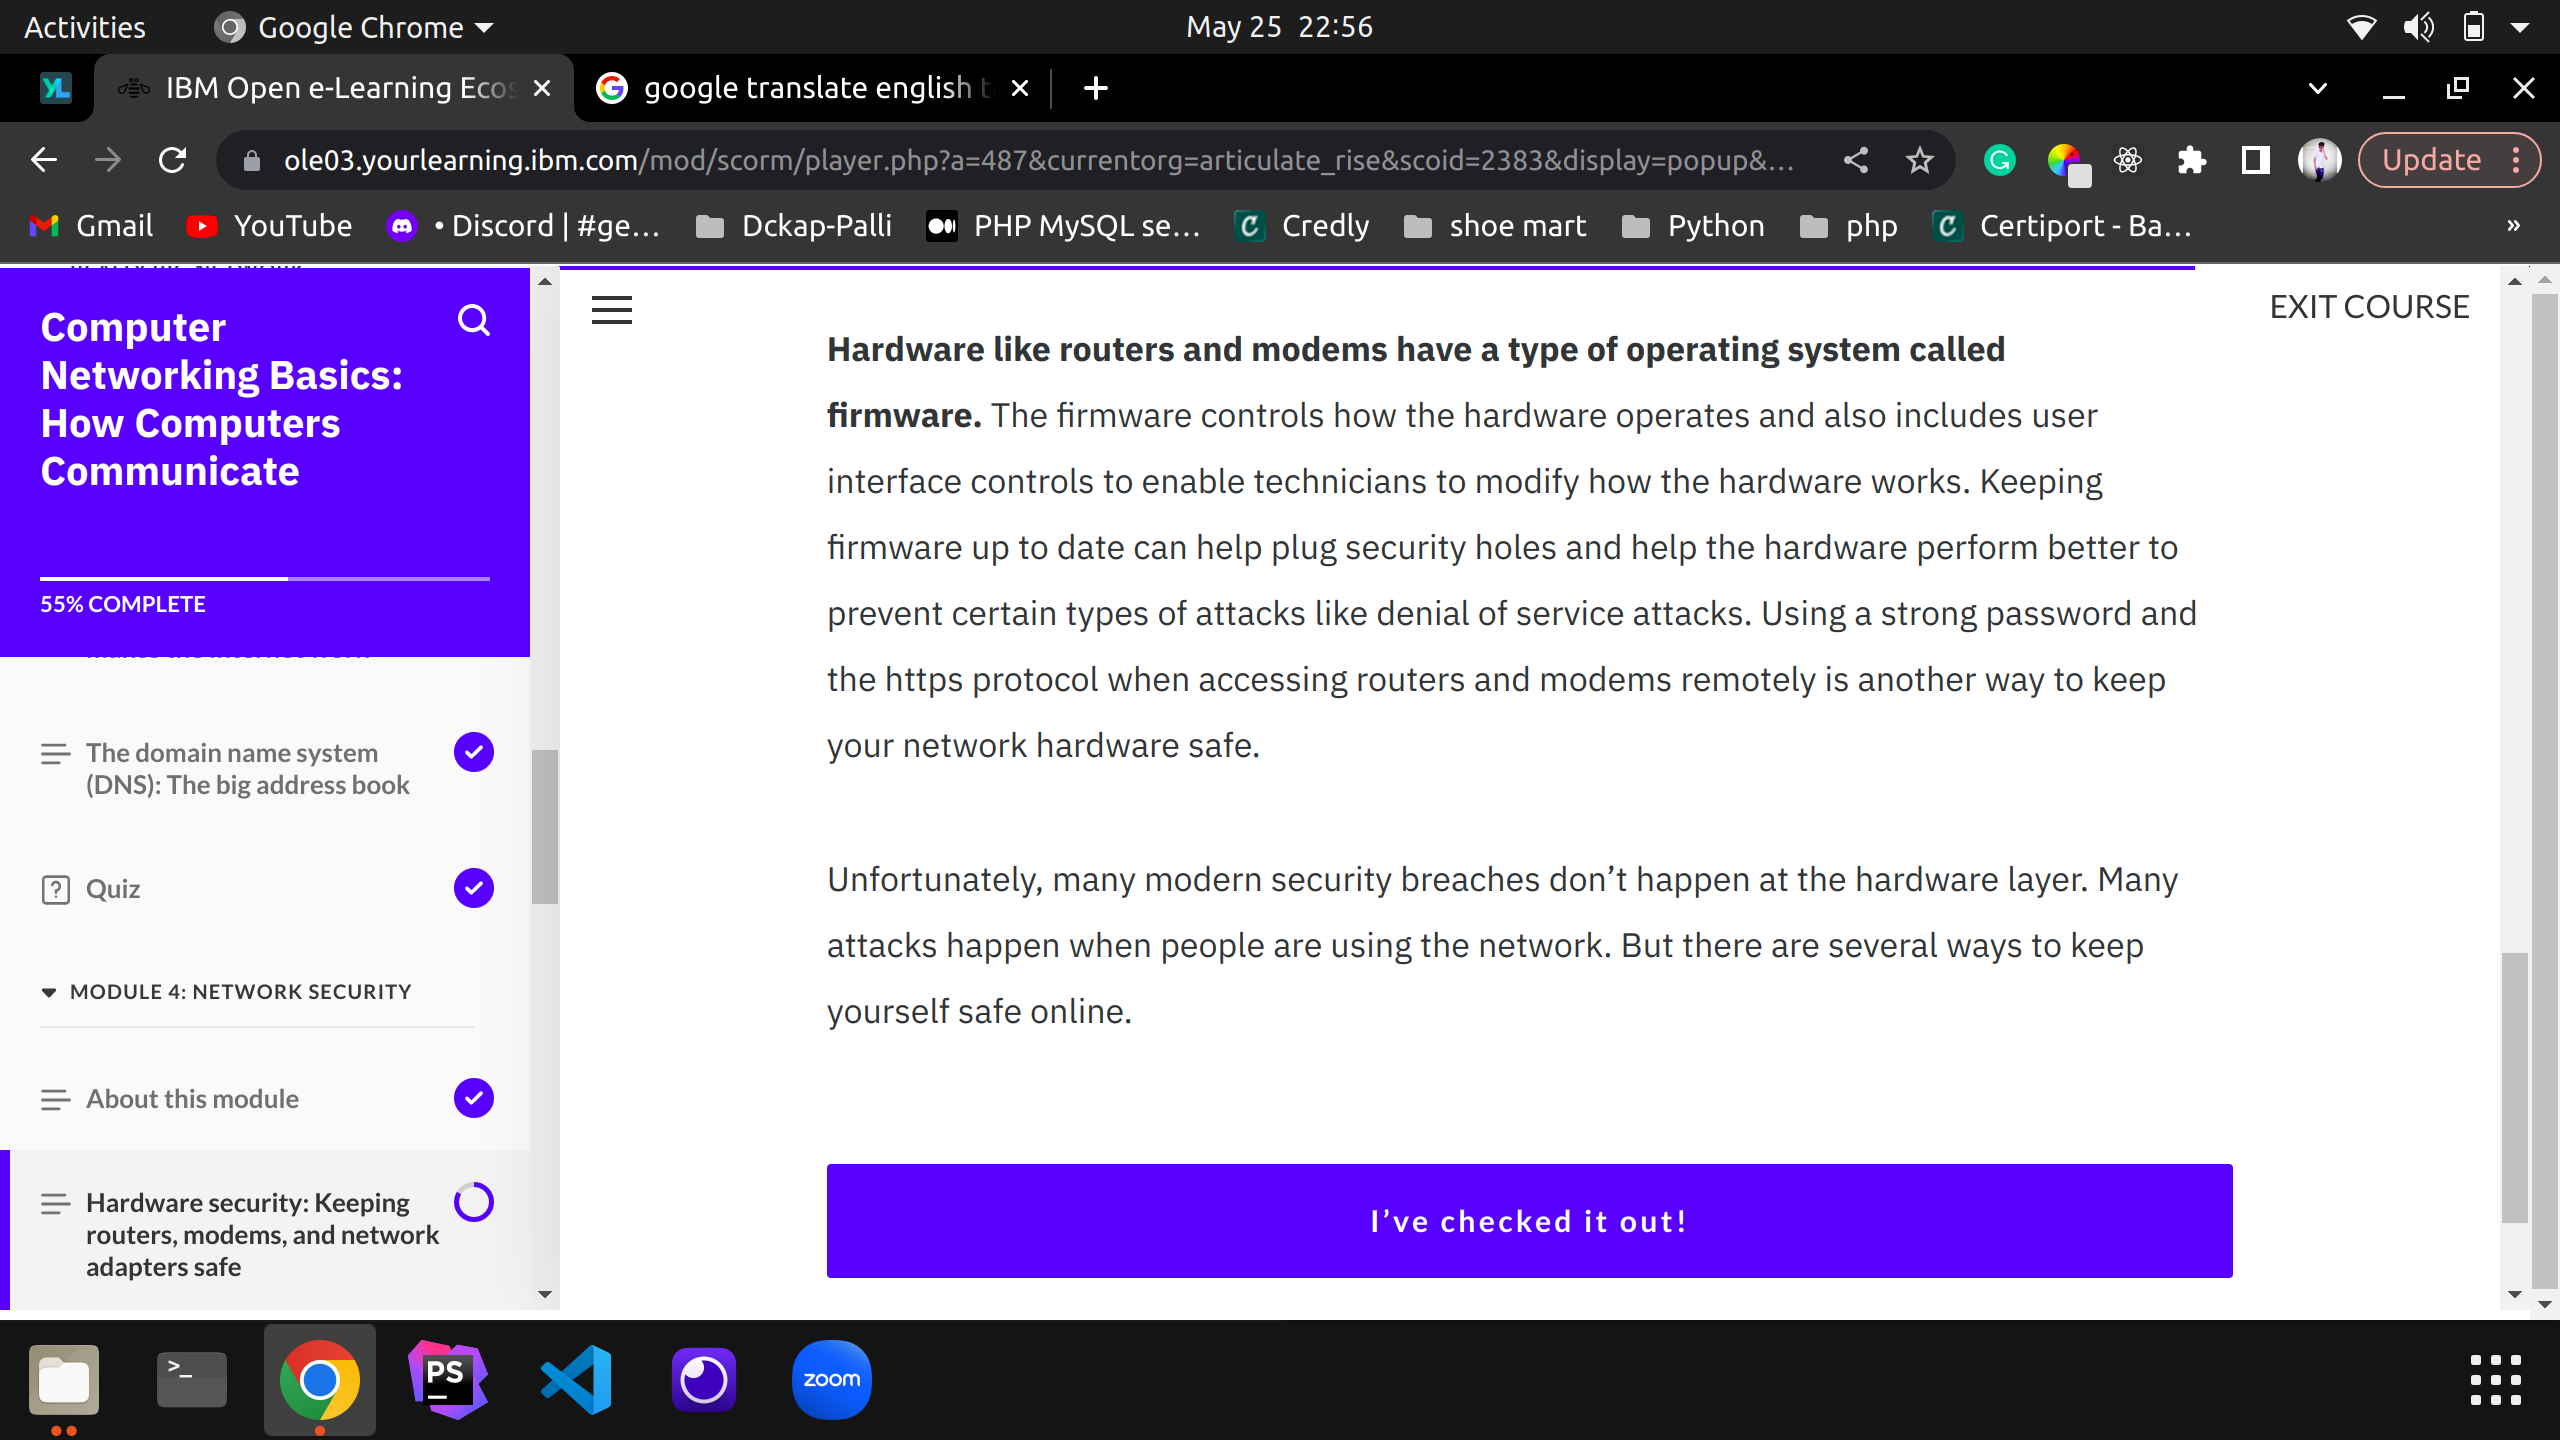 Activities
Google Chrome
May 25 22:56
IBM Open e-Learning Ecos
google translate english t
ole03.yourlearning.ibm.com/mod/scorm/player.php?a=487&currentorg=articulate_rise&scoid=2383&display=popup&...
Update
Gmail
YouTube
• Discord | #ge...
Dckap-Palli
PHP MySQL se...
Credly
shoe mart
Python
php
Certiport - Ba...
»
Computer
Networking Basics:
How Computers
Communicate
55% COMPLETE
The domain name system
(DNS): The big address book
Quiz
MODULE 4: NETWORK SECURITY
About this module
Hardware security: Keeping
routers, modems, and network
adapters safe
EXIT COURSE
Hardware like routers and modems have a type of operating system called
firmware. The firmware controls how the hardware operates and also includes user
interface controls to enable technicians to modify how the hardware works. Keeping
firmware up to date can help plug security holes and help the hardware perform better to
prevent certain types of attacks like denial of service attacks. Using a strong password and
the https protocol when accessing routers and modems remotely is another way to keep
your network hardware safe.
Unfortunately, many modern security breaches don’t happen at the hardware layer. Many
attacks happen when people are using the network. But there are several ways to keep
yourself safe online.
I’ve checked it out!
PS
zoom